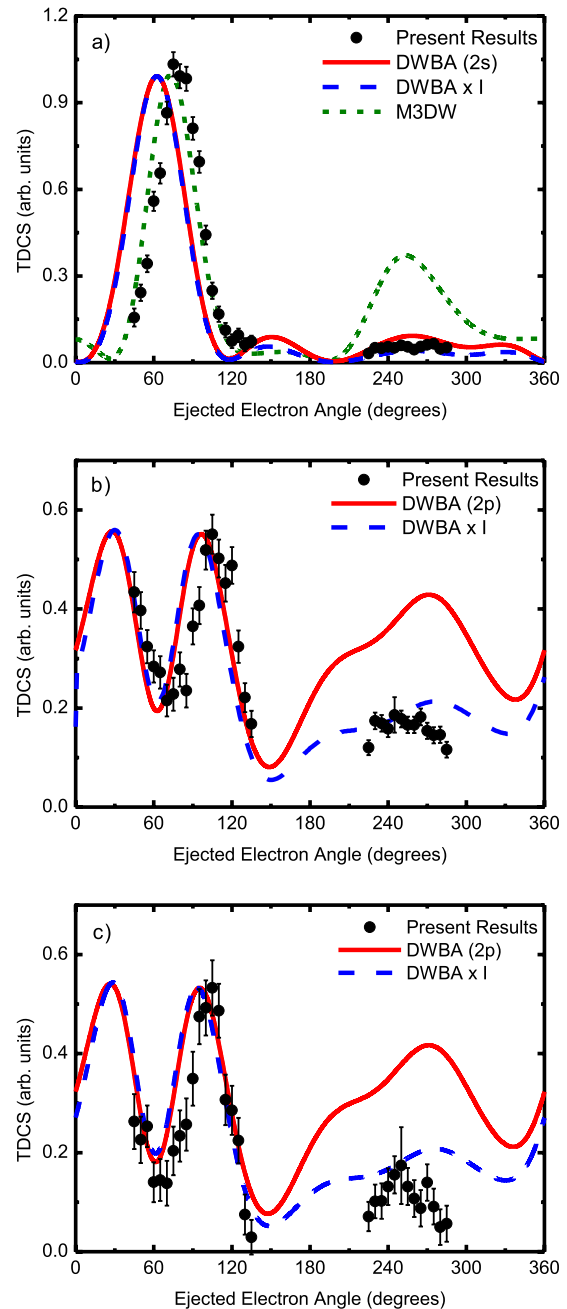 a)
Present Results
DWBA (2s)
DWBA x I
M3DW
TDCS (arb. units)
1.2
0.9
0.6
0.3
0.0
0 60 120 180 240 300 360
Ejected Electron Angle (degrees)
b)
Present Results
DWBA (2p)
DWBA x I
TDCS (arb. units)
0.6
0.4
0.2
0.0
0 60 120 180 240 300 360
Ejected Electron Angle (degrees)
c)
Present Results
DWBA (2p)
DWBA x I
TDCS (arb. units)
0.6
0.4
0.2
0.0
0 60 120 180 240 300 360
Ejected Electron Angle (degrees)